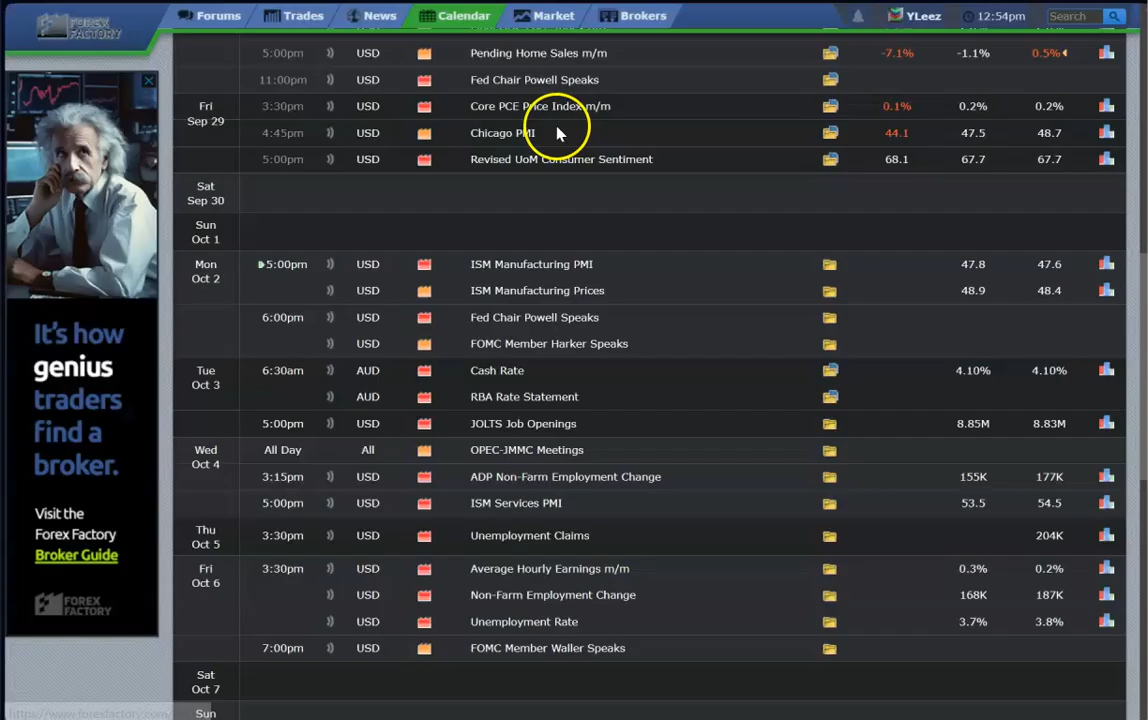 FOREX
FACTORY
Forums Trades News Calendar Market Brokers YLeez 12:54pm Search
5:00pm USD Pending Home Sales m/m -7.1% -1.1% 0.5%
11:00pm USD Fed Chair Powell Speaks
Fri
Sep 29
3:30pm USD Core PCE Price Index m/m 0.1% 0.2% 0.2%
4:45pm USD Chicago PMI 44.1 47.5 48.7
5:00pm USD Revised UoM Consumer Sentiment 68.1 67.7 67.7
Sat
Sep 30
Sun
Oct 1
Mon
Oct 2
5:00pm USD ISM Manufacturing PMI 47.8 47.6
USD ISM Manufacturing Prices 48.9 48.4
6:00pm USD Fed Chair Powell Speaks
USD FOMC Member Harker Speaks
Tue
Oct 3
6:30am AUD Cash Rate 4.10% 4.10%
AUD RBA Rate Statement
5:00pm USD JOLTS Job Openings 8.85M 8.83M
Wed
Oct 4
All Day All OPEC-JMMC Meetings
3:15pm USD ADP Non-Farm Employment Change 155K 177K
5:00pm USD ISM Services PMI 53.5 54.5
Thu
Oct 5
3:30pm USD Unemployment Claims 204K
Fri
Oct 6
3:30pm USD Average Hourly Earnings m/m 0.3% 0.2%
USD Non-Farm Employment Change 168K 187K
USD Unemployment Rate 3.7% 3.8%
7:00pm USD FOMC Member Waller Speaks
Sat
Oct 7
Sun
It's how
genius
traders
find a
broker.
Visit the
Forex Factory
Broker Guide
FOREX
FACTORY